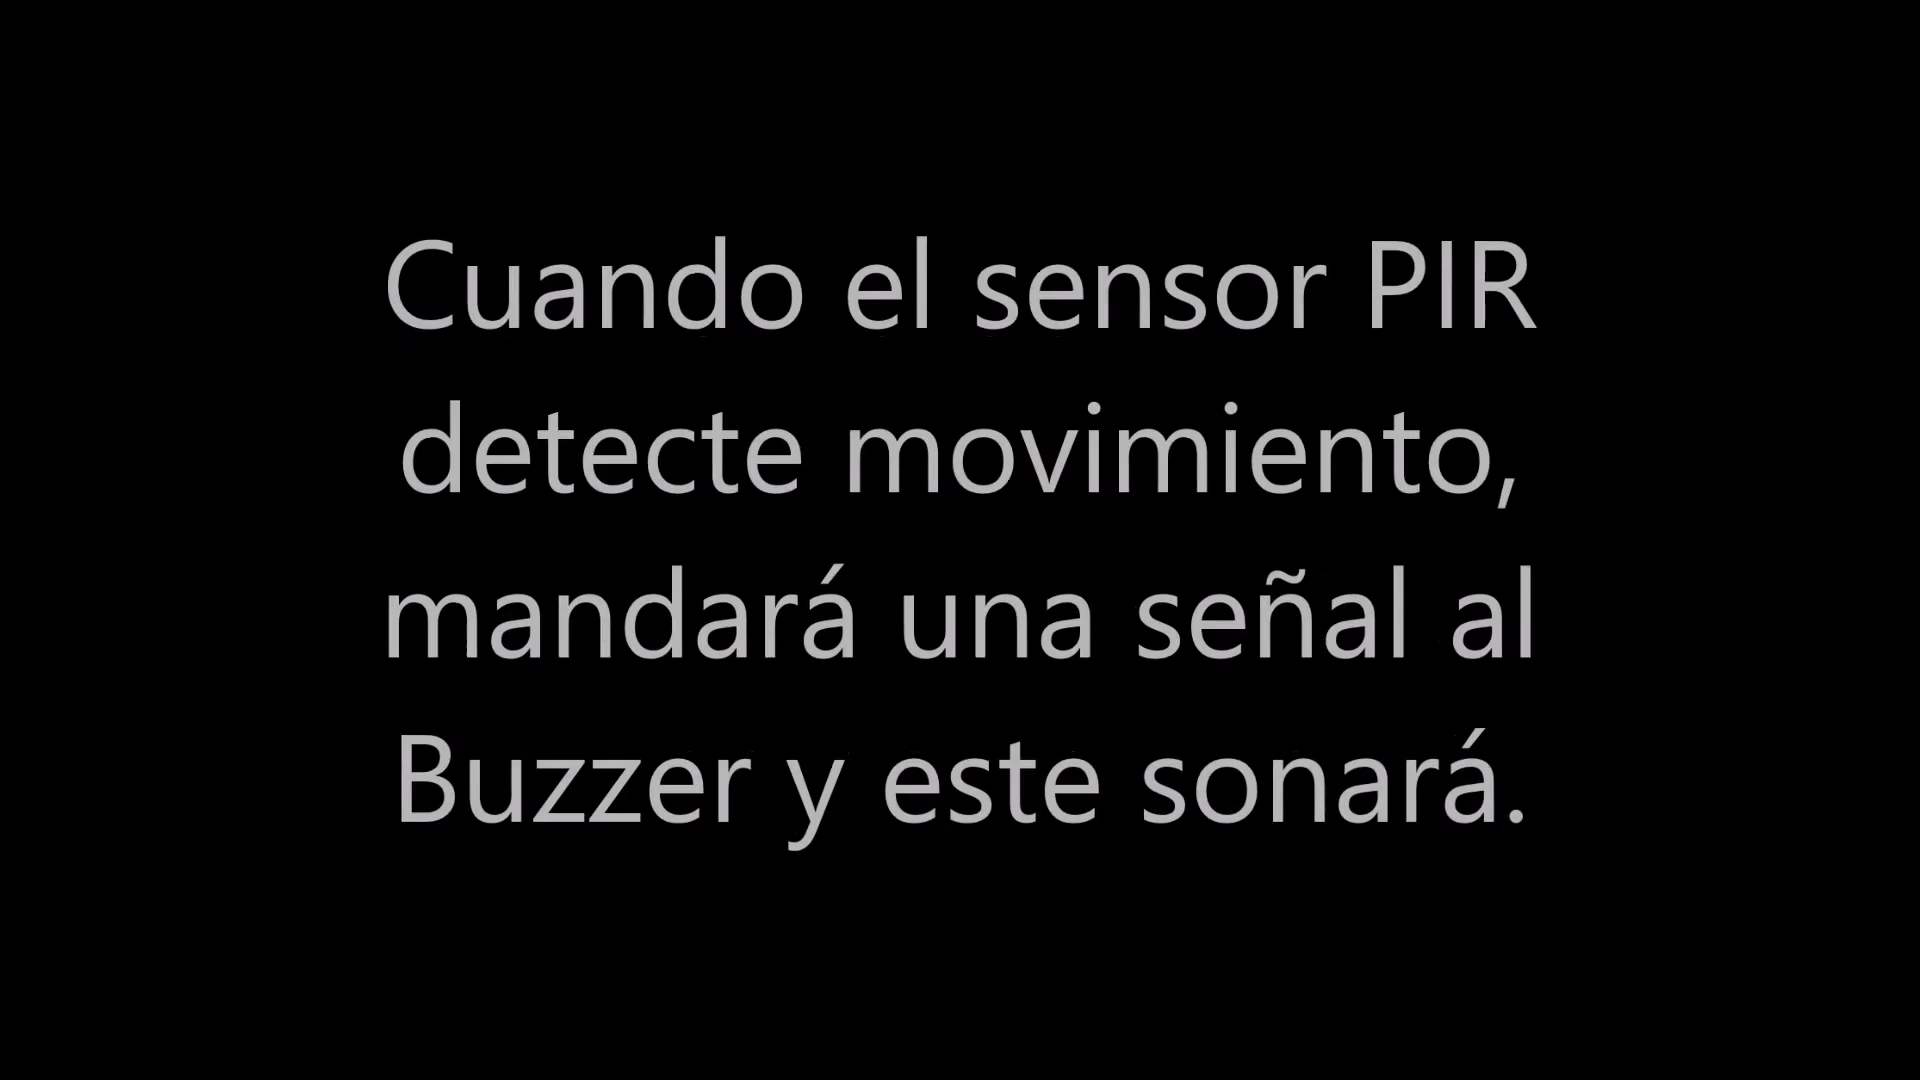 Cuando el sensor PIR
detecte movimiento,
mandará una señal al
Buzzer y este sonará.